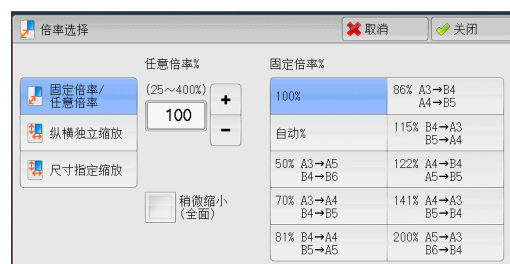 倍率选择
取消
关闭
任意倍率%
固定倍率%
固定倍率/
任意倍率
纵横独立缩放
尺寸指定缩放
(25～400%)
100
+
-
稍微缩小
(全面)
100%
86% A3→B4
A4→B5
自动%
115% B4→A3
B5→A4
50% A3→A5
B4→B6
122% A4→B4
A5→B5
70% A3→A4
B4→B5
141% A4→A3
B5→B4
81% B4→A4
B5→A5
200% A5→A3
B6→B4